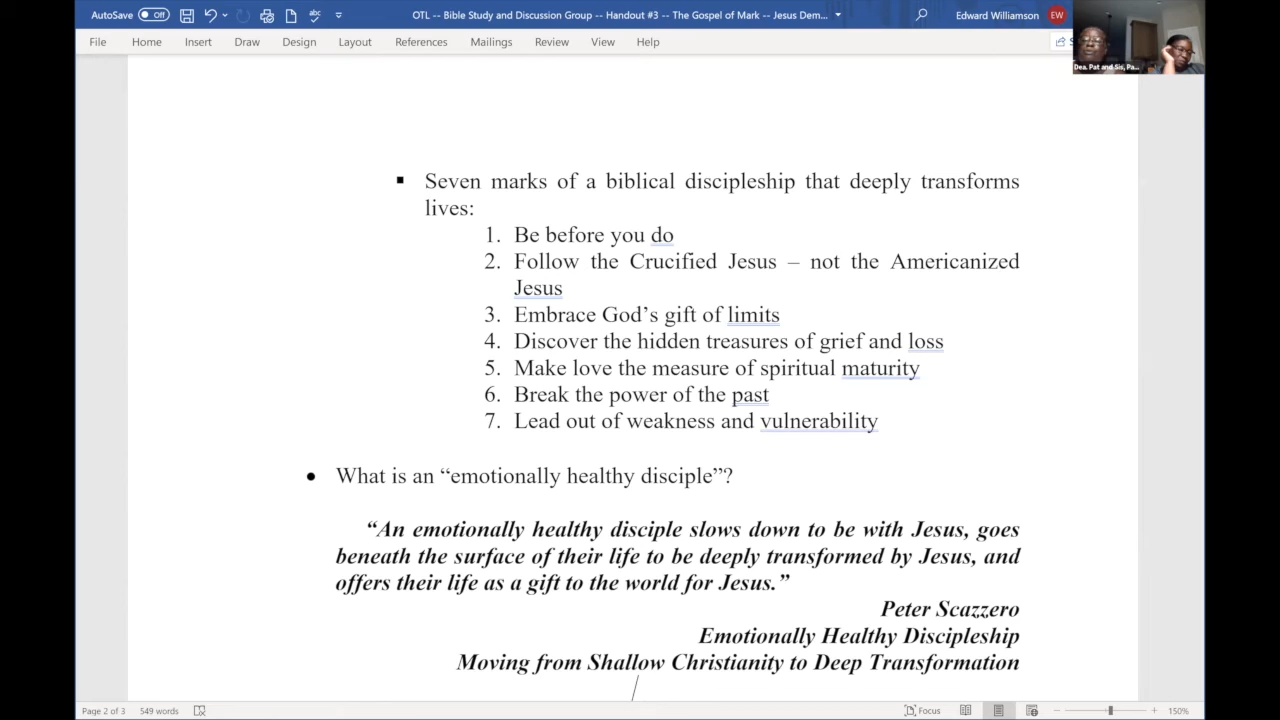 AutoSave Off OTL -- Bible Study and Discussion Group -- Handout #3 -- The Gospel of Mark -- Jesus Dem... Edward Williamson EW
File Home Insert Draw Design Layout References Mailings Review View Help
Dea. Pat and Sis, Pa...
Seven marks of a biblical discipleship that deeply transforms
lives:
1. Be before you do
2. Follow the Crucified Jesus – not the Americanized
Jesus
3. Embrace God’s gift of limits
4. Discover the hidden treasures of grief and loss
5. Make love the measure of spiritual maturity
6. Break the power of the past
7. Lead out of weakness and vulnerability
What is an “emotionally healthy disciple”?
“An emotionally healthy disciple slows down to be with Jesus, goes
beneath the surface of their life to be deeply transformed by Jesus, and
offers their life as a gift to the world for Jesus.”
Peter Scazzero
Emotionally Healthy Discipleship
Moving from Shallow Christianity to Deep Transformation
Page 2 of 3 549 words Focus 150%